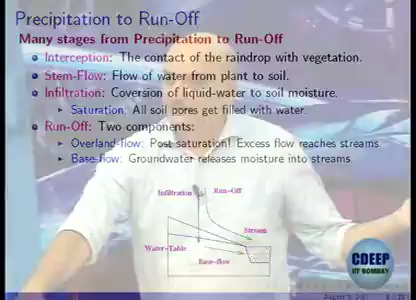 Precipitation to Run-Off
Many stages from Precipitation to Run-Off
Interception: The contact of the raindrop with vegetation.
Stem-Flow: Flow of water from plant to soil.
Infiltration: Coversion of liquid-water to soil moisture.
Saturation: All soil pores get filled with water.
Run-Off: Two components:
Overland-flow: Post saturation! Excess flow reaches streams.
Base-flow: Groundwater releases moisture into streams
Infiltration
Run-Off
Stream
Water-Table
Base-flow
CDEEP
IIT BOMBAY